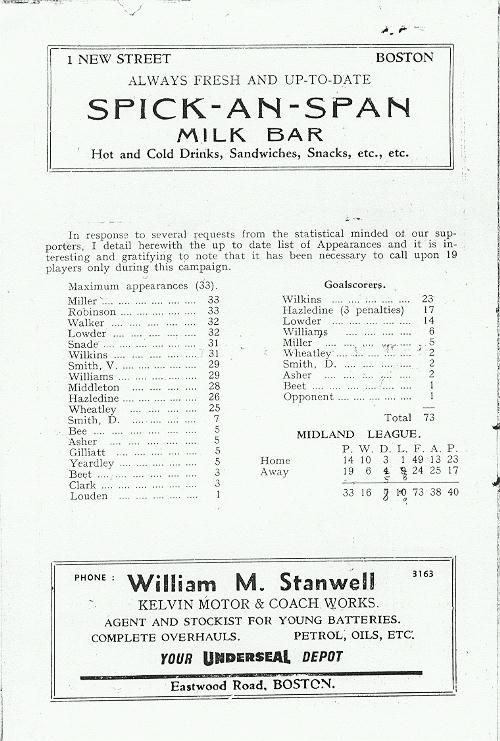 1 NEW STREET BOSTON
ALWAYS FRESH AND UP-TO-DATE
SPICK-AN-SPAN
MILK BAR
Hot and Cold Drinks, Sandwiches, Snacks, etc., etc.
In response to several requests from the statistical minded of our sup-
porters, I detail herewith the up to date list of Appearances and it is in-
teresting and gratifying to note that it has been necessary to call upon 19
players only during this campaign.
Maximum appearances (33).
Miller .... .... .... .... .... 33
Robinson .... .... .... .... 33
Walker .... .... .... .... .... 32
Lowder .... .... .... .... .... 32
Snade .... .... .... .... .... 31
Wilkins .... .... .... .... .... 31
Smith, V. .... .... .... .... 29
Williams .... .... .... .... 29
Middleton .... .... .... .... 28
Hazledine .... .... .... .... 26
Wheatley .... .... .... .... 25
Smith, D. .... .... .... .... 7
Bee .... .... .... .... .... 5
Asher .... .... .... .... .... 5
Gilliatt .... .... .... .... 5
Yeardley .... .... .... .... 5
Beet .... .... .... .... .... 3
Clark .... .... .... .... .... 3
Louden .... .... .... .... 1
Goalscorers.
Wilkins .... .... .... .... 23
Hazledine (3 penalties) 17
Lowder .... .... .... .... 14
Williams .... .... .... .... 6
Miller .... .... .... .... 5
Wheatley .... .... .... .... 2
Smith, D. .... .... .... .... 2
Asher .... .... .... .... 2
Beet .... .... .... .... .... 1
Opponent .... .... .... .... 1
Total 73
MIDLAND LEAGUE.
P. W. D. L. F. A. P.
Home 14 10 3 1 49 13 23
Away 19 6 24 25 17
33 16 73 38 40
PHONE : William M. Stanwell 3163
KELVIN MOTOR & COACH WORKS.
AGENT AND STOCKIST FOR YOUNG BATTERIES.
COMPLETE OVERHAULS. PETROL, OILS, ETC.
YOUR UNDERSEAL DEPOT
Eastwood Road, BOSTON.